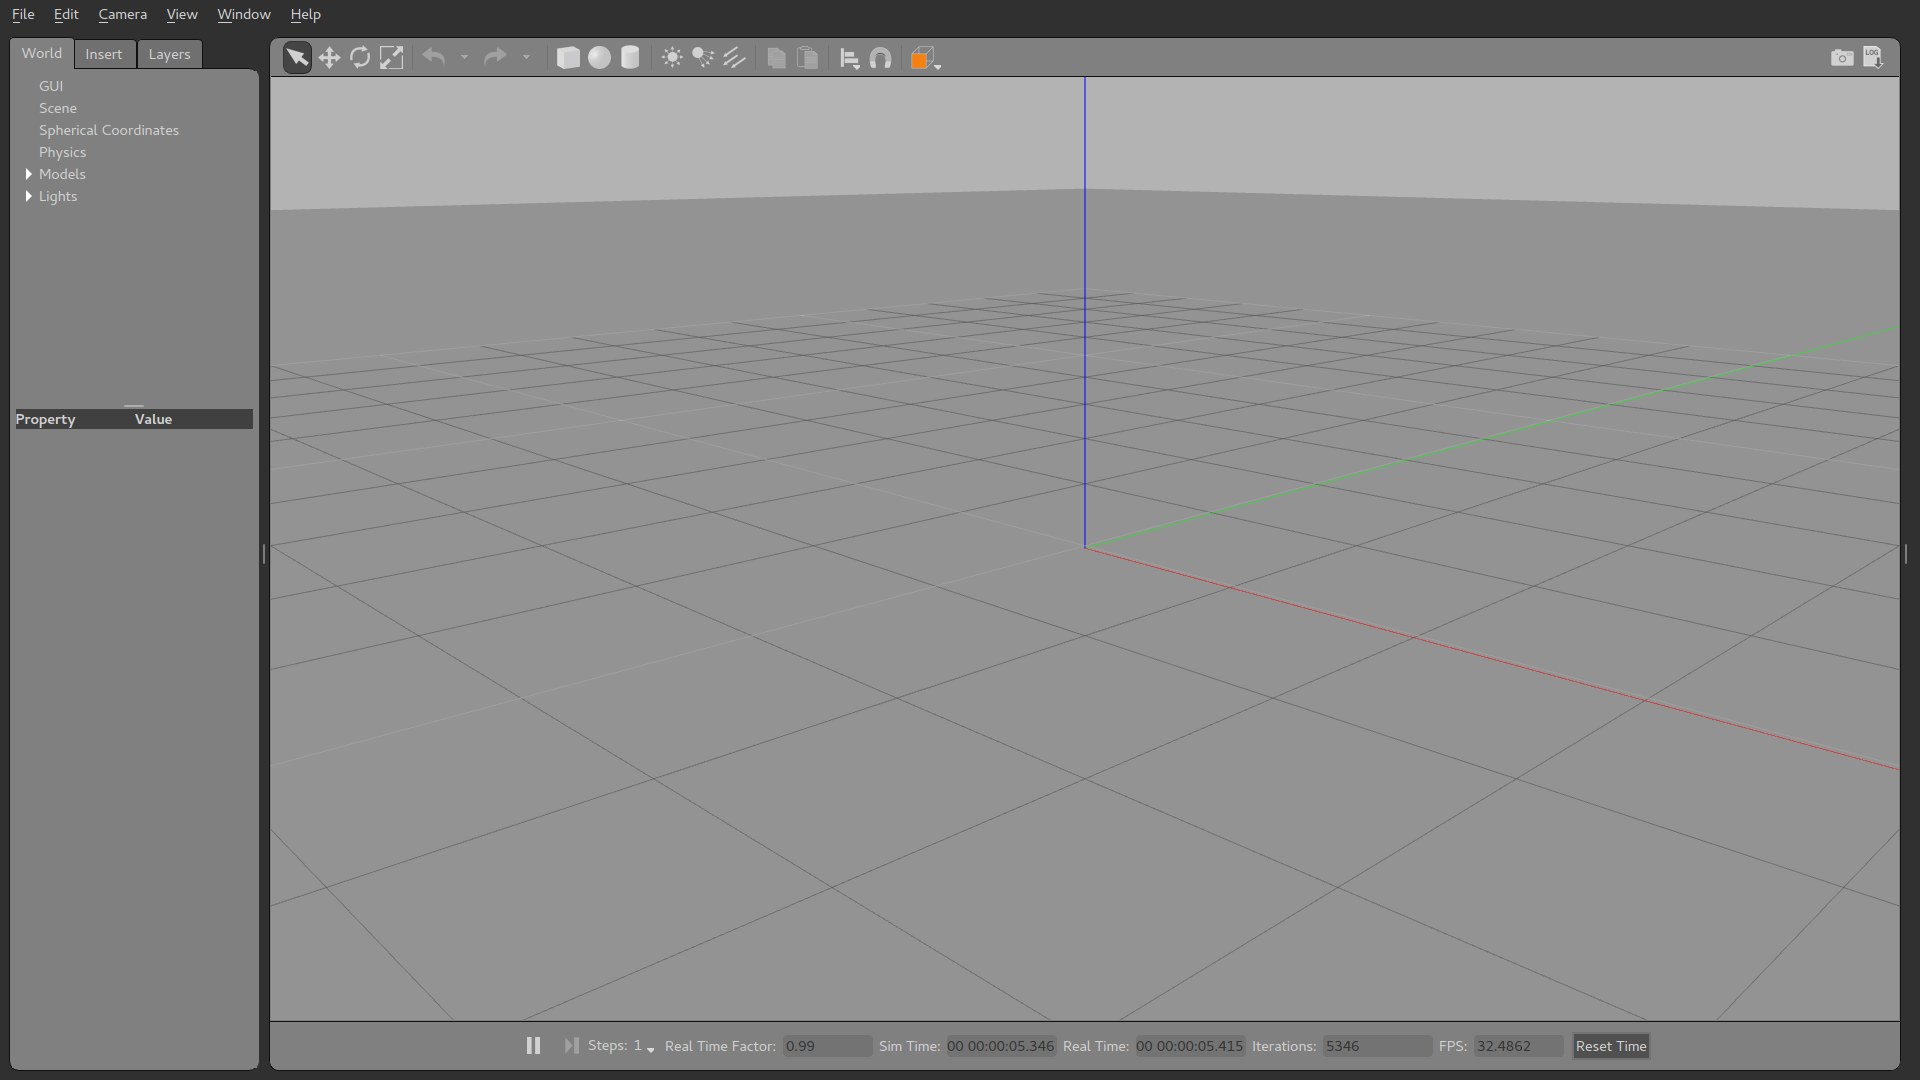 File Edit Camera View Window Help
World Insert Layers
GUI
Scene
Spherical Coordinates
Physics
Models
Lights
Property Value
LOG
Steps: 1 Real Time Factor: 0.99 Sim Time: 00 00:00:05.346 Real Time: 00 00:00:05.415 Iterations: 5346 FPS: 32.4862 Reset Time